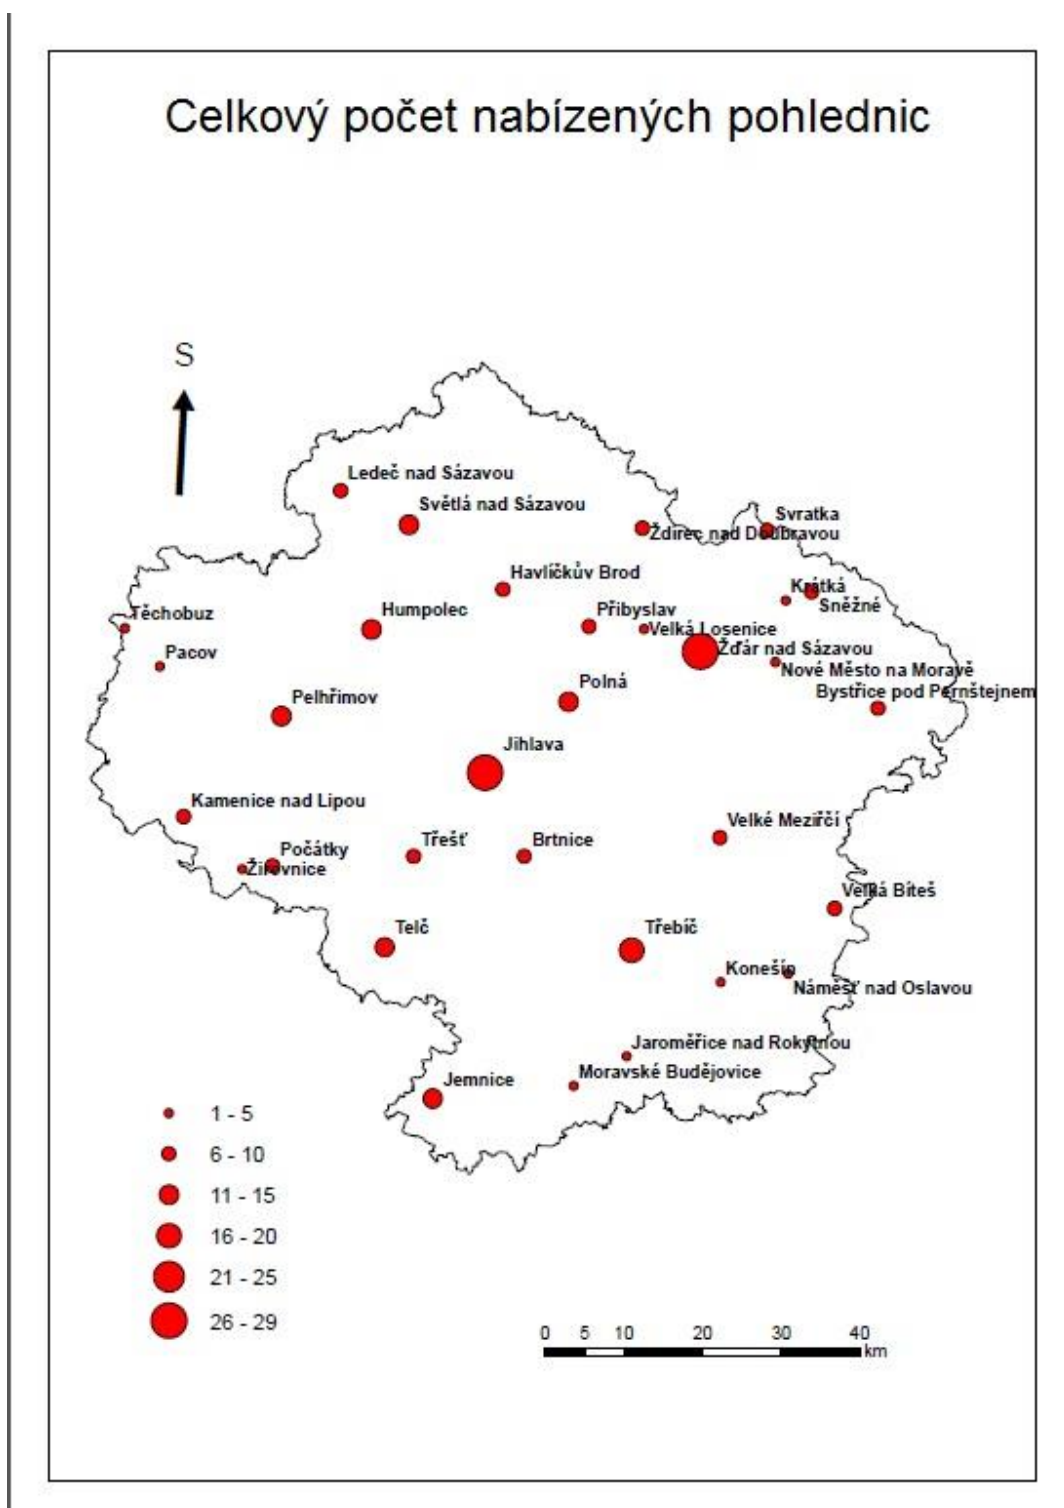 Celkový počet nabízených pohlednic
S
Ledeč nad Sázavou
Světlá nad Sázavou
Svratka
Ždírec nad Doubravou
Havlíčkův Brod
Krátká
Sněžné
Těchobuz
Humpolec
Přibyslav
Velká Losenice
Žďár nad Sázavou
Pacov
Nové Město na Moravě
Polná
Bystřice pod Pernštejnem
Pelhřimov
Jihlava
Kamenice nad Lipou
Velké Meziříčí
Třešť
Brtnice
Počátky
Žirovnice
Velká Bíteš
Telč
Třebíč
Konešín
Náměsť nad Oslavou
Jaroměřice nad Rokytnou
Moravské Budějovice
Jemnice
1 - 5
6 - 10
11 - 15
16 - 20
21 - 25
26 - 29
0 5 10 20 30 40
km